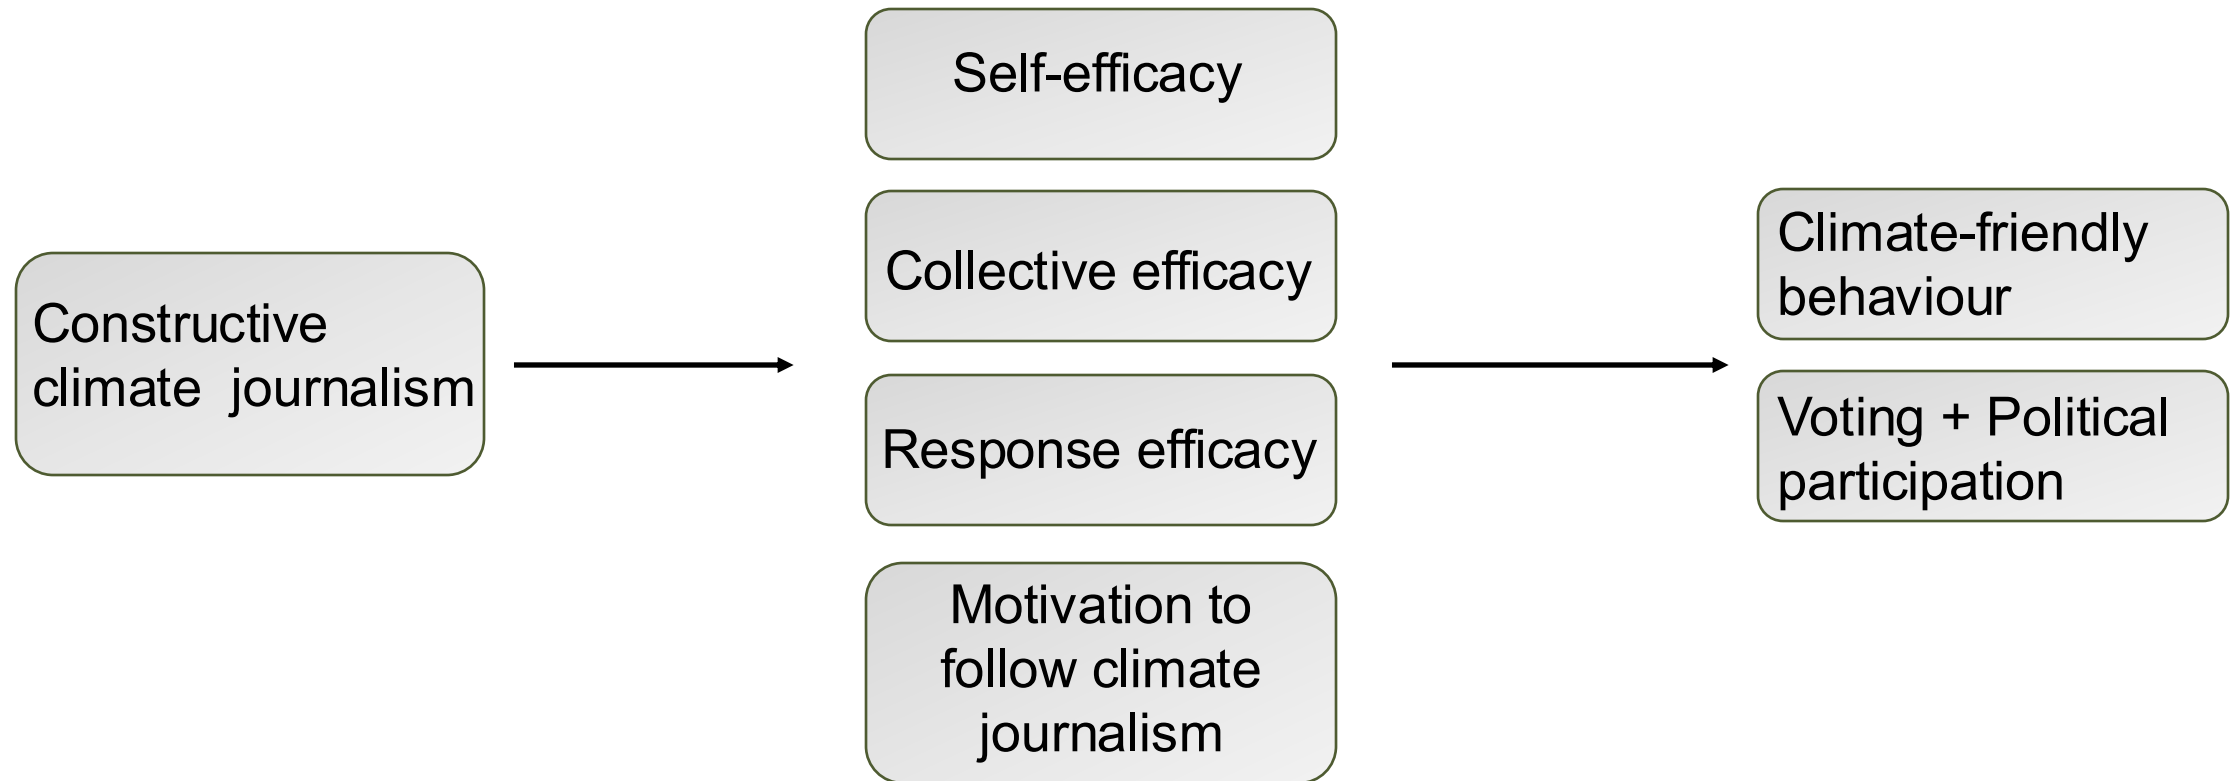 Constructive
climate journalism
Self-efficacy
Collective efficacy
Response efficacy
Motivation to
follow climate
journalism
Climate-friendly
behaviour
Voting + Political
participation